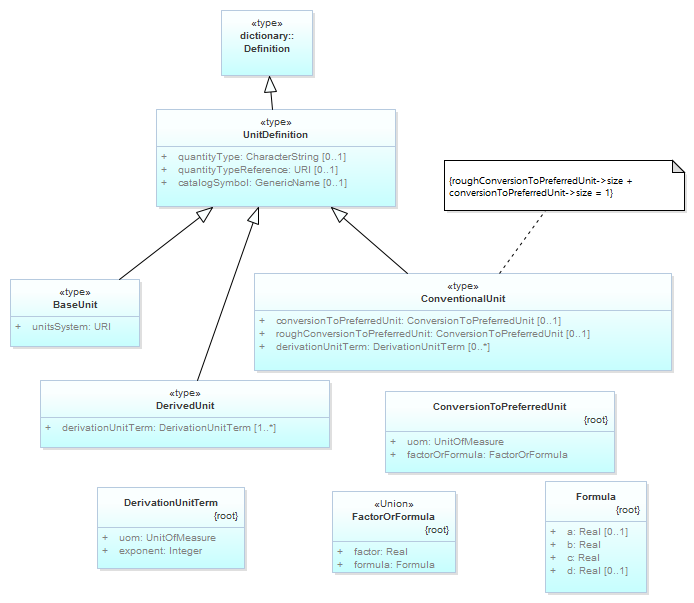 «type»
dictionary::
Definition
«type»
UnitDefinition
+ quantityType: CharacterString [0..1]
+ quantityTypeReference: URI [0..1]
+ catalogSymbol: GenericName [0..1]
{roughConversionToPreferredUnit->size +
conversionToPreferredUnit->size = 1}
«type»
BaseUnit
+ unitsSystem: URI
«type»
ConventionalUnit
+ conversionToPreferredUnit: ConversionToPreferredUnit [0..1]
+ roughConversionToPreferredUnit: ConversionToPreferredUnit [0..1]
+ derivationUnitTerm: DerivationUnitTerm [0..*]
«type»
DerivedUnit
+ derivationUnitTerm: DerivationUnitTerm [1..*]
ConversionToPreferredUnit
{root}
+ uom: UnitOfMeasure
+ factorOrFormula: FactorOrFormula
DerivationUnitTerm
{root}
+ uom: UnitOfMeasure
+ exponent: Integer
«Union»
FactorOrFormula
{root}
+ factor: Real
+ formula: Formula
Formula
{root}
+ a: Real [0..1]
+ b: Real
+ c: Real
+ d: Real [0..1]